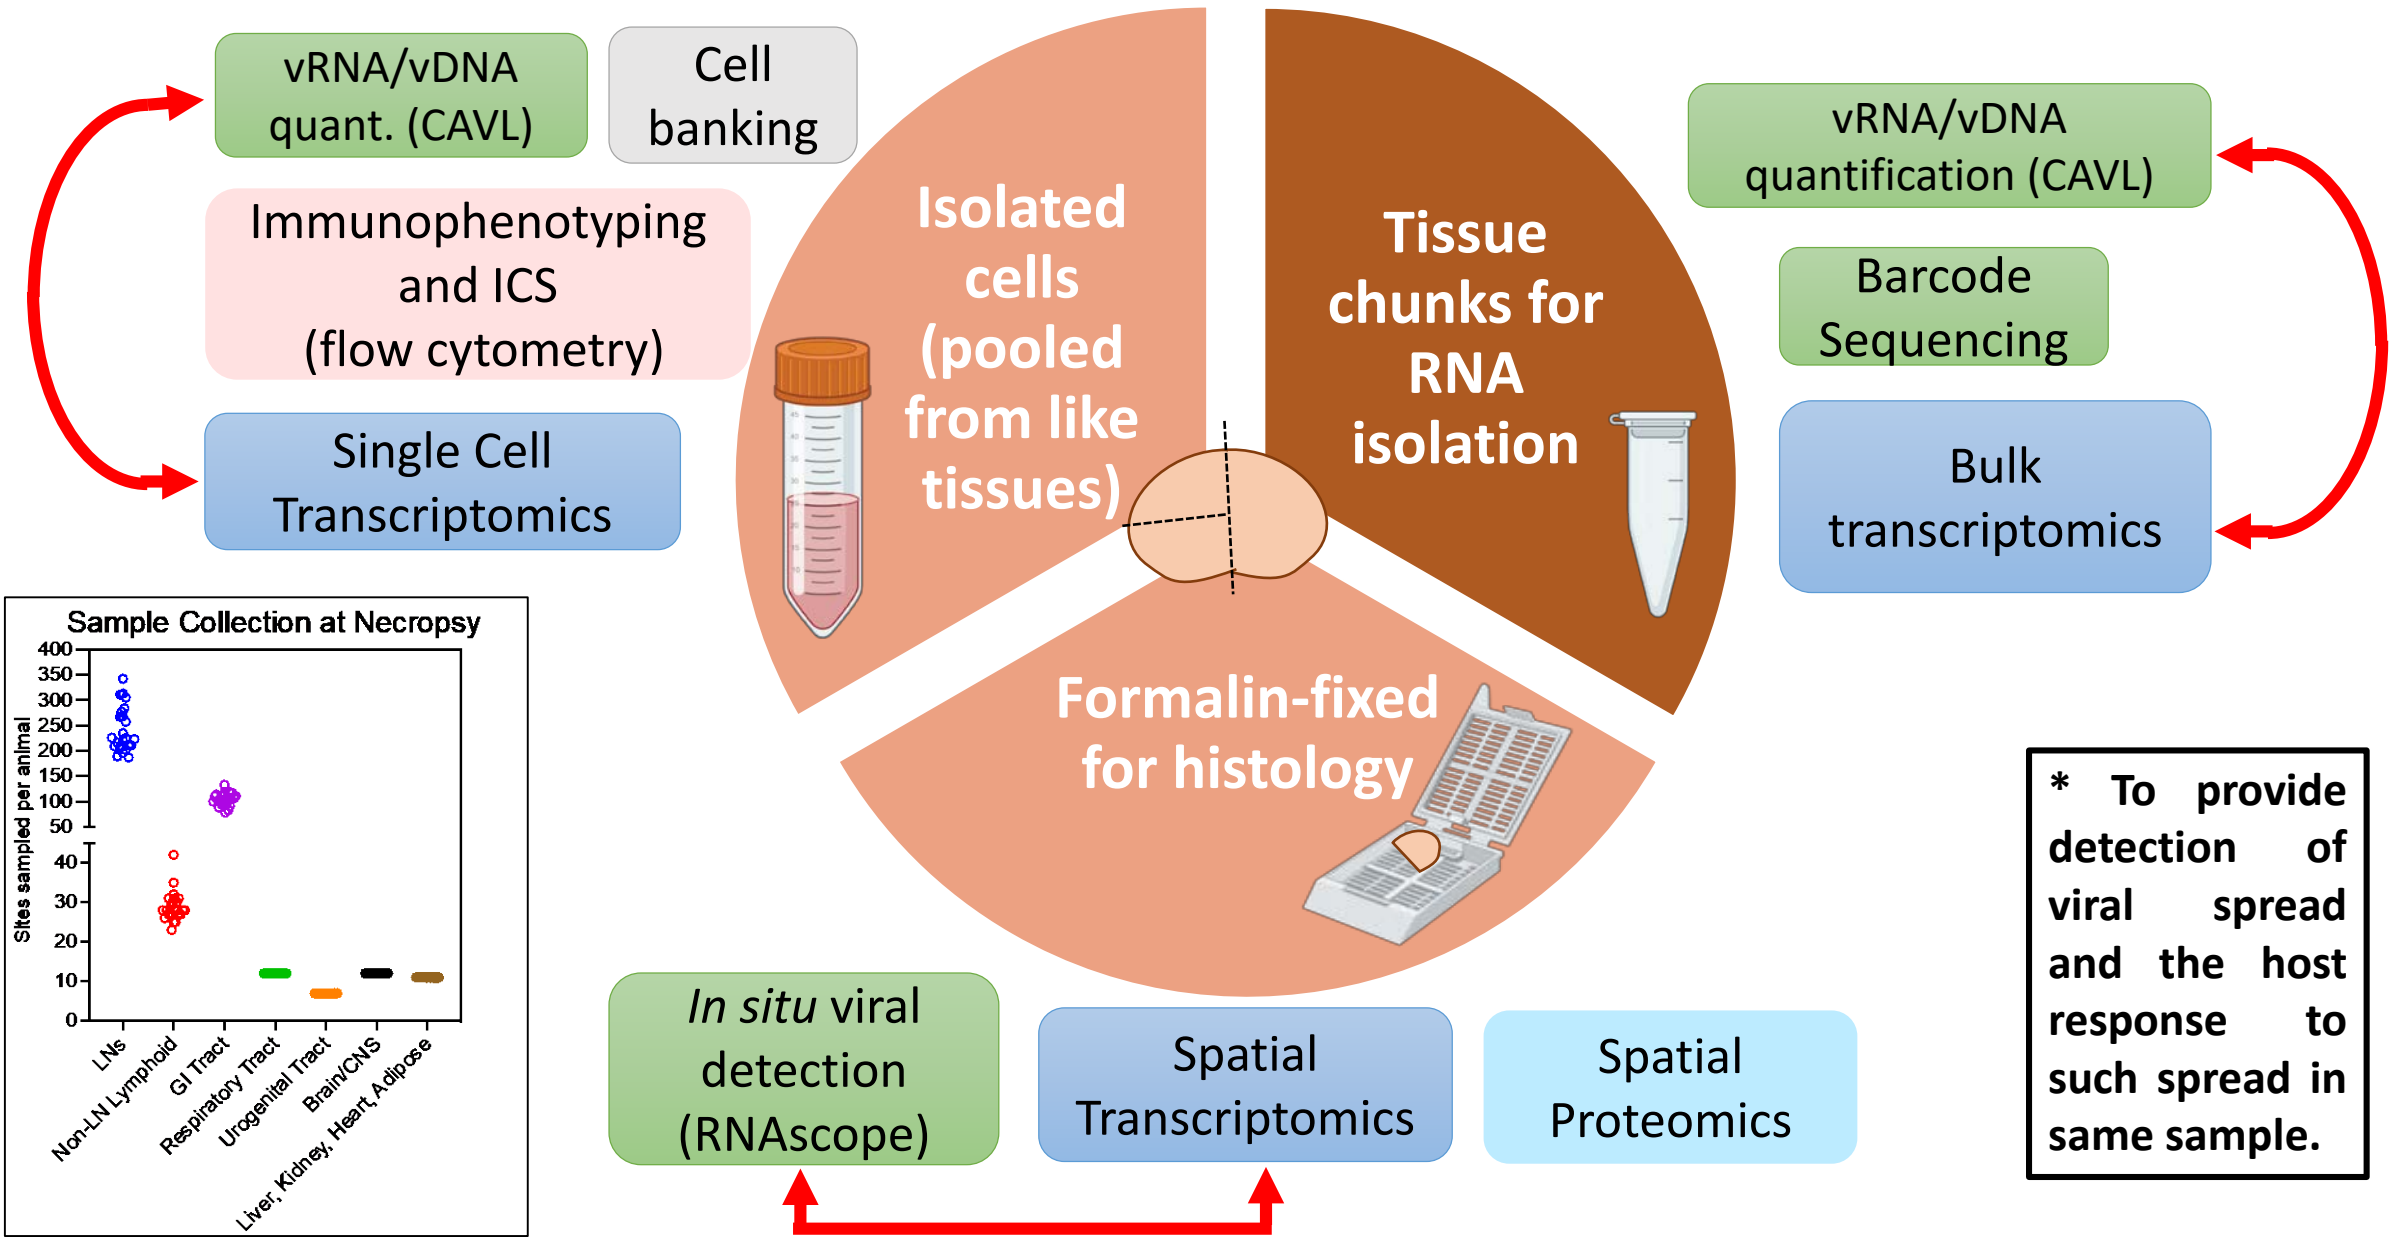 vRNA/vDNA
quant. (CAVL)
Cell
banking
Immunophenotyping
and ICS
(flow cytometry)
Single Cell
Transcriptomics
Isolated
cells
(pooled
from like
tissues)
Tissue
chunks for
RNA
isolation
vRNA/vDNA
quantification (CAVL)
Barcode
Sequencing
Bulk
transcriptomics
Formalin-fixed
for histology
Sample Collection at Necropsy
Sites sampled per animal
400
350
300
250
200
150
100
50
40
30
20
10
0
LNs
Non-LN Lymphoid
GI Tract
Respiratory Tract
Urogenital Tract
Brain/CNS
Liver, Kidney, Heart, Adipose
In situ viral
detection
(RNAscope)
Spatial
Transcriptomics
Spatial
Proteomics
* To provide
detection of
viral spread
and the host
response to
such spread in
same sample.